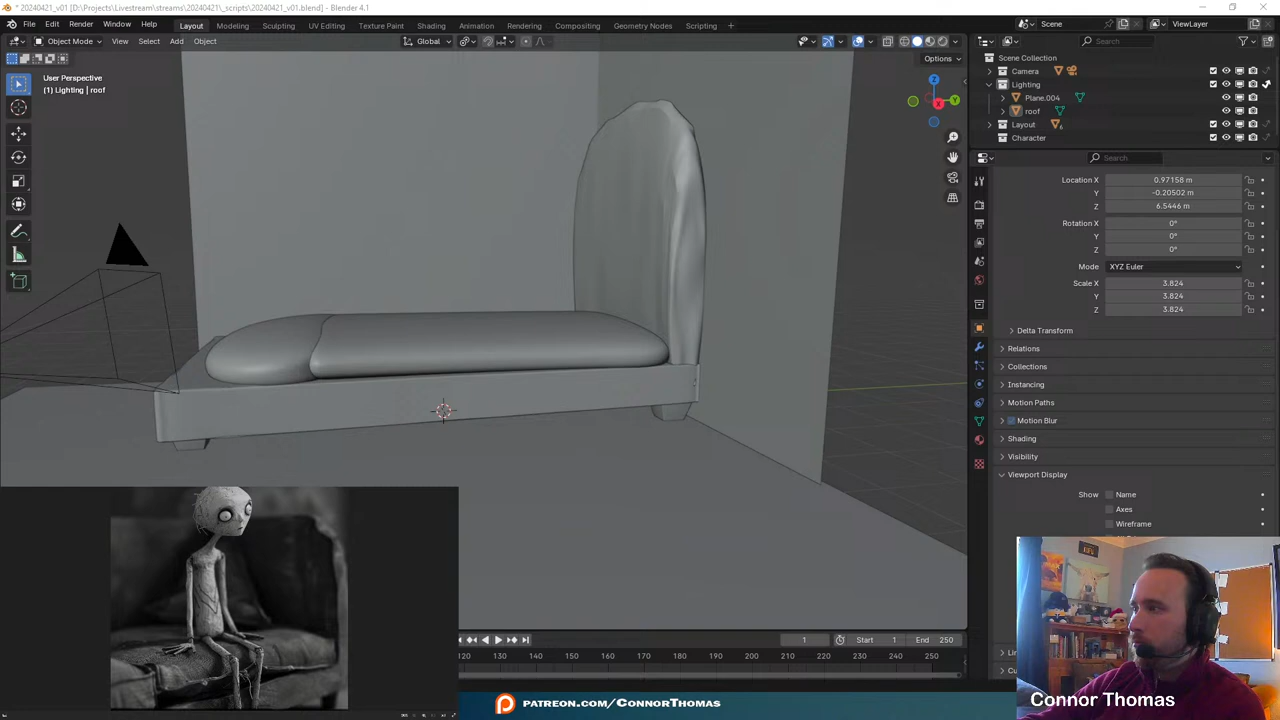 * 20240421_v01 [D:\Projects\Livestream\streams\20240421\_scripts\20240421_v01.blend] - Blender 4.1
File Edit Render Window Help Layout Modeling Sculpting UV Editing Texture Paint Shading Animation Rendering Compositing Geometry Nodes Scripting + Scene ViewLayer
Object Mode View Select Add Object Global Search
Options
User Perspective
(1) Lighting | roof
Z
X
Y
Scene Collection
Camera
Lighting
Plane.004
roof
Layout
6
Character
Search
Location X 0.97158 m
Y -0.20502 m
Z 6.5446 m
Rotation X 0°
Y 0°
Z 0°
Mode XYZ Euler
Scale X 3.824
Y 3.824
Z 3.824
Delta Transform
Relations
Collections
Instancing
Motion Paths
Motion Blur
Shading
Visibility
Viewport Display
Show Name
Axes
Wireframe
1 Start 1 End 250
120 130 140 150 160 170 180 190 200 210 220 230 240 250
PATREON.COM/CONNORTHOMAS
Connor Thomas